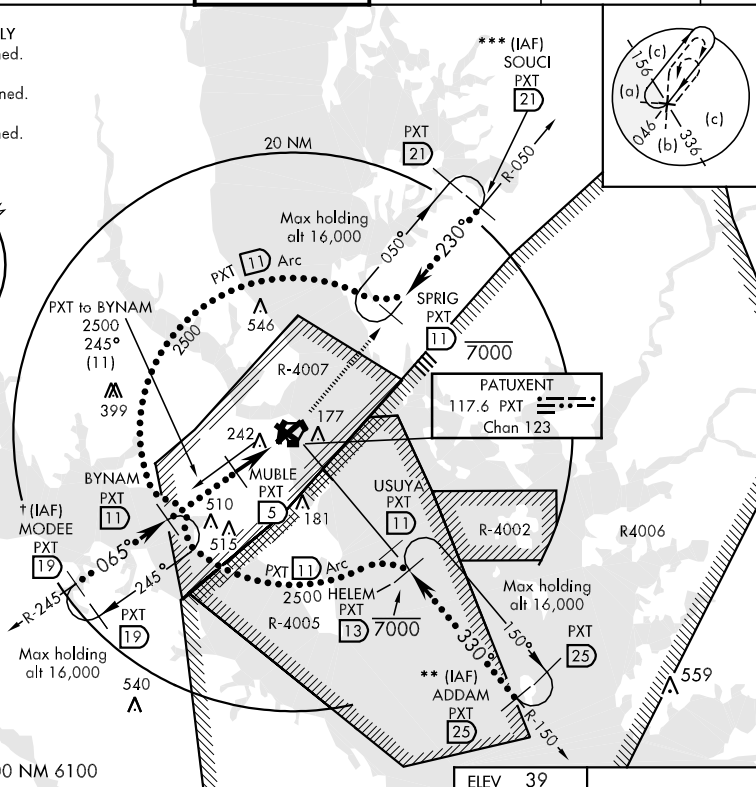 LY
ed.
ned.
ed.
*** (IAF)
SOUCI
PXT
21
(c)
156
(a)
(c)
046
(b)
336
20 NM
PXT
21
R-050
Max holding
alt 16,000
050°
230°
PXT 11 Arc
SPRIG
PXT
11
7000
PXT to BYNAM
2500
245°
(11)
2500
546
399
R-4007
PATUXENT
117.6 PXT
Chan 123
177
242
BYNAM
PXT
11
MUBLE
PXT
5
USUYA
PXT
11
† (IAF)
MODEE
PXT
19
510
515
181
R-4002
R4006
065°
245°
R-245
PXT 11 Arc
2500
HELEM
PXT
13
7000
Max holding
alt 16,000
PXT
19
R-4005
150°
PXT
25
Max holding
alt 16,000
330°
540
** (IAF)
ADDAM
PXT
25
R-150
559
00 NM 6100
ELEV 39